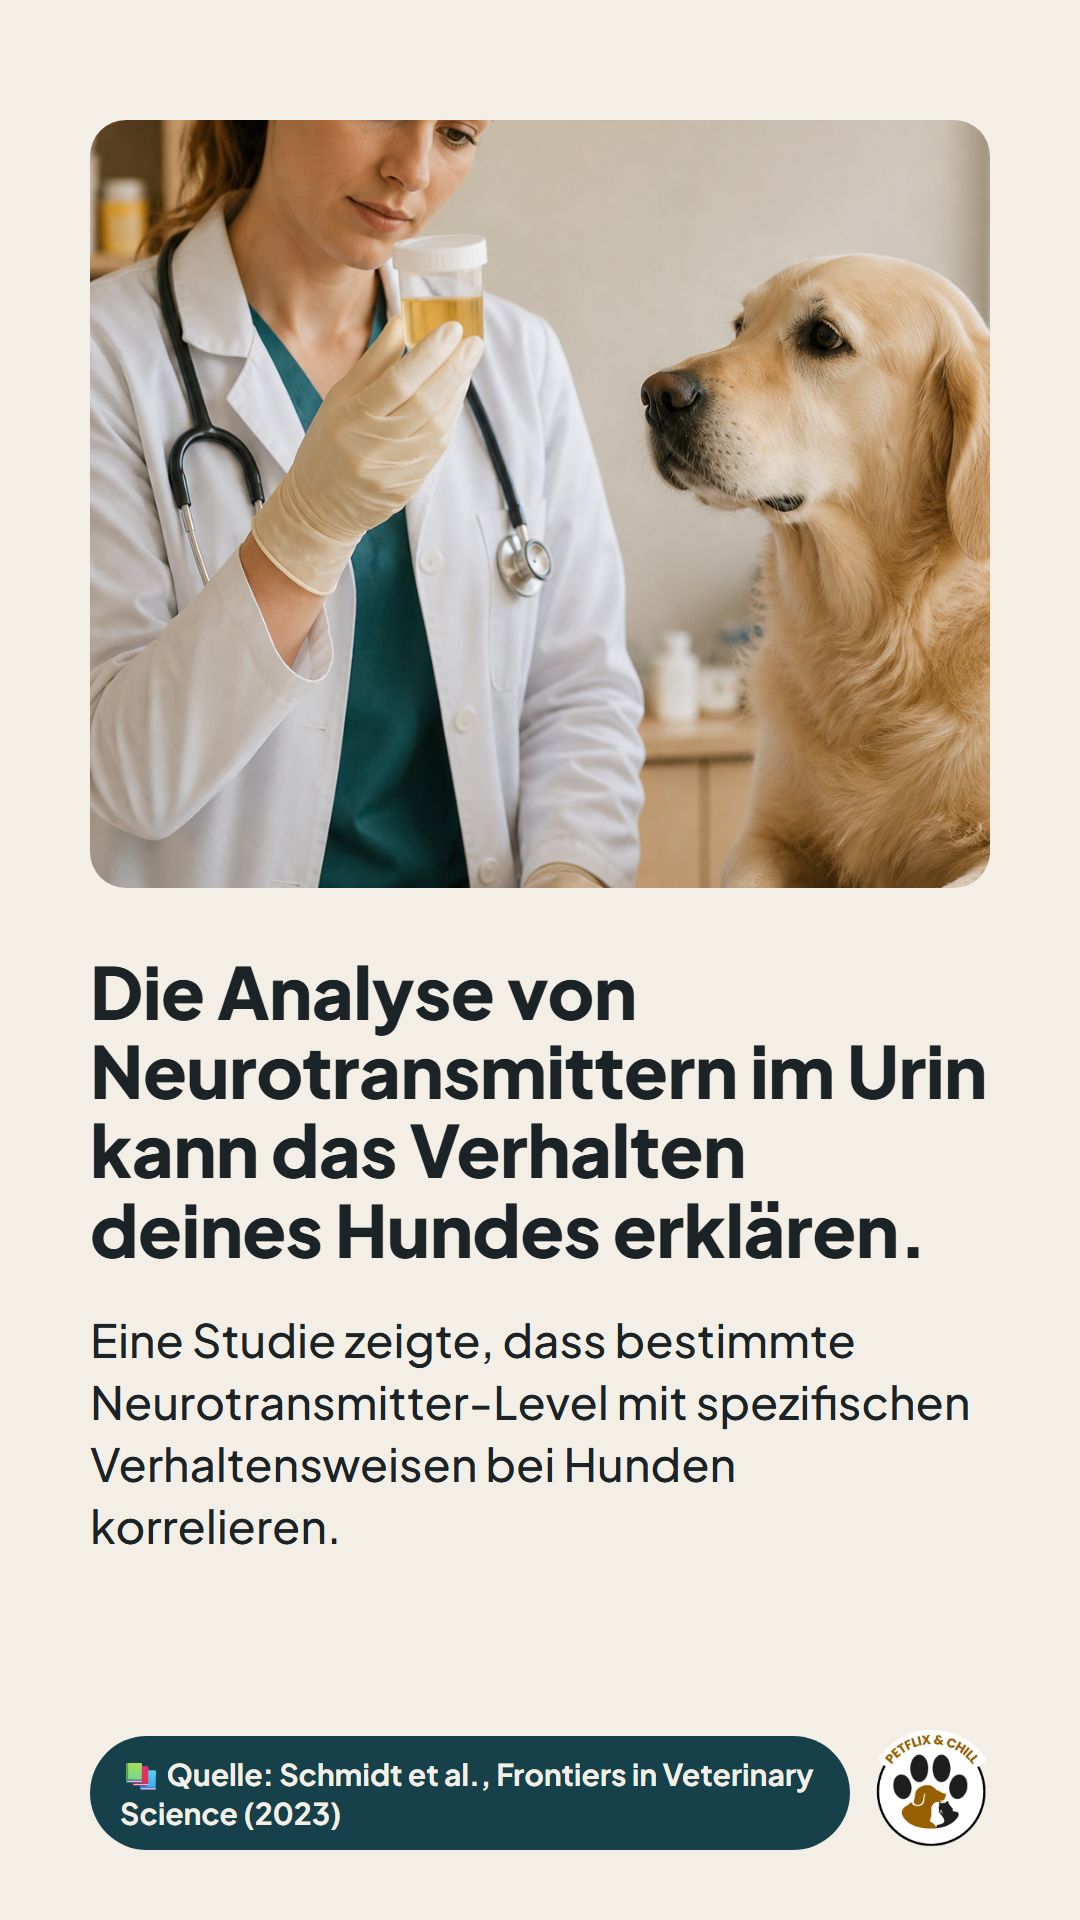 Die Analyse von
Neurotransmittern im Urin
kann das Verhalten
deines Hundes erklären.
Eine Studie zeigte, dass bestimmte
Neurotransmitter-Level mit spezifischen
Verhaltensweisen bei Hunden
korrelieren.
Quelle: Schmidt et al., Frontiers in Veterinary
Science (2023)
PETFLIX & CHILL